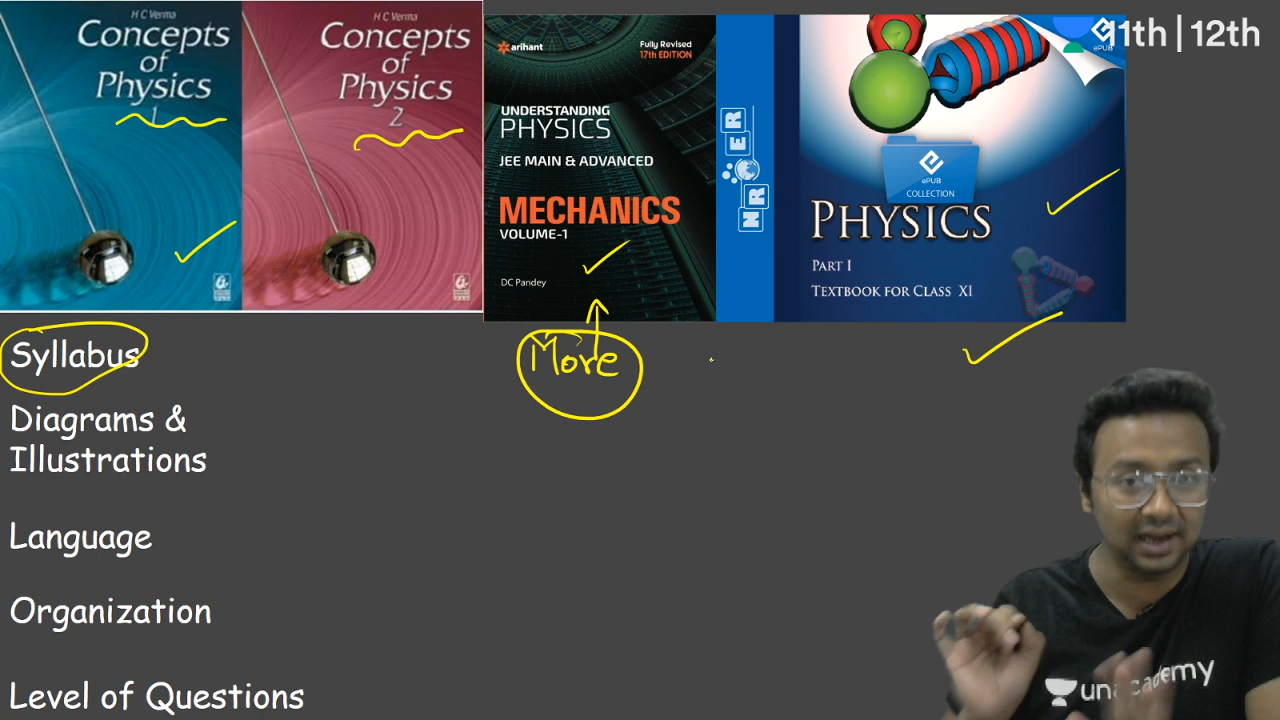 H C Verma
Concepts
of
Physics
1
H C Verma
Concepts
of
Physics
2
arihant
Fully Revised
17th EDITION
UNDERSTANDING
PHYSICS
JEE MAIN & ADVANCED
MECHANICS
VOLUME-1
DC Pandey
NROER
ePUB
COLLECTION
PHYSICS
PART I
TEXTBOOK FOR CLASS XI
ePUB
11th | 12th
Syllabus
More
Diagrams &
Illustrations
Language
Organization
Level of Questions
unacademy